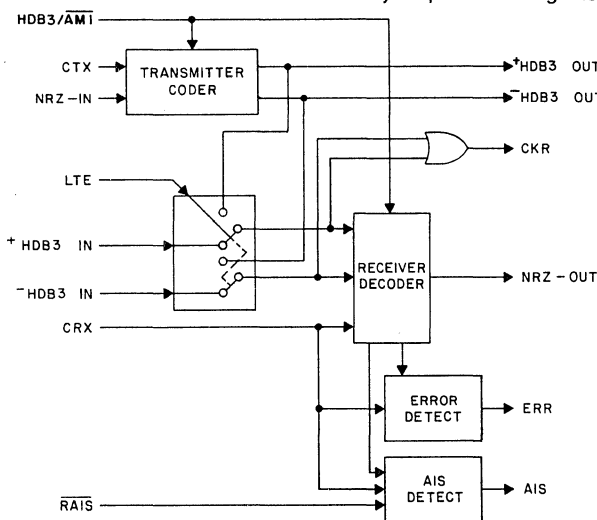 HDB3/AMI
CTX
NRZ-IN
TRANSMITTER
CODER
+HDB3 OUT
-HDB3 OUT
CKR
LTE
+HDB3 IN
-HDB3 IN
CRX
RECEIVER
DECODER
NRZ-OUT
ERROR
DETECT
ERR
AIS
DETECT
AIS
RAIS